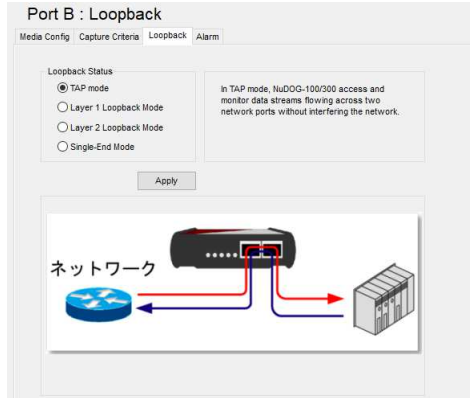 Port B : Loopback
Media Config Capture Criteria Loopback Alarm
Loopback Status
TAP mode
Layer 1 Loopback Mode
Layer 2 Loopback Mode
Single-End Mode
In TAP mode, NuDOG-100/300 access and
monitor data streams flowing across two
network ports without interfering the network.
Apply
ネットワーク